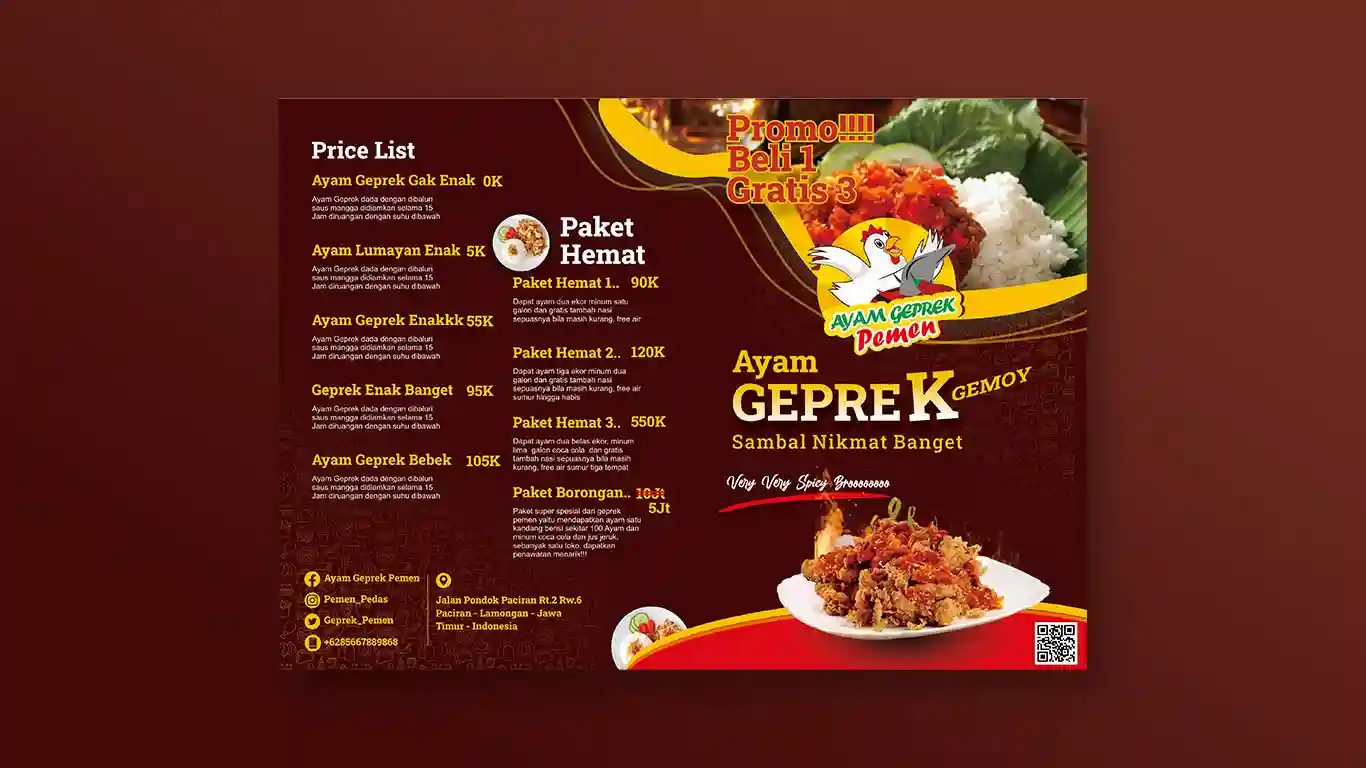 Price List
Ayam Geprek Gak Enak 0K
Ayam Geprek dada dengan dibaluri
saus mangga didiamkan selama 15
Jam diruangan dengan suhu dibawah
Ayam Lumayan Enak 5K
Ayam Geprek dada dengan dibaluri
saus mangga didiamkan selama 15
Jam diruangan dengan suhu dibawah
Ayam Geprek Enakkk 55K
Ayam Geprek dada dengan dibaluri
saus mangga didiamkan selama 15
Jam diruangan dengan suhu dibawah
Geprek Enak Banget 95K
Ayam Geprek dada dengan dibaluri
saus mangga didiamkan selama 15
Jam diruangan dengan suhu dibawah
Ayam Geprek Bebek 105K
Ayam Geprek dada dengan dibaluri
saus mangga didiamkan selama 15
Jam diruangan dengan suhu dibawah
Ayam Geprek Pemen
Pemen_Pedas
Geprek_Pemen
+6285667889868
Jalan Pondok Paciran Rt.2 Rw.6
Paciran - Lamongan - Jawa
Timur - Indonesia
Paket
Hemat
Paket Hemat 1.. 90K
Dapat ayam dua ekor minum satu
galon dan gratis tambah nasi
sepuasnya bila masih kurang, free air
Paket Hemat 2.. 120K
Dapat ayam tiga ekor minum dua
galon dan gratis tambah nasi
sepuasnya bila masih kurang, free air
sumur hingga habis
Paket Hemat 3.. 550K
Dapat ayam dua belas ekor, minum
lima galon coca cola dan gratis
tambah nasi sepuasnya bila masih
kurang, free air sumur tiga tempat
Paket Borongan.. 10Jt
5Jt
Paket super spesial dari geprek
pemen yaitu mendapatkan ayam satu
kandang berisi sekitar 100 Ayam dan
minum coca cola dan jus jeruk,
sebanyak satu toko, dapatkan
penawaran menarik!!!
Promo!!!!
Beli 1
Gratis 3
AYAM GEPREK
Pemen
Ayam
GEPREK GEMOY
Sambal Nikmat Banget
Very Very Spicy Broooooooo